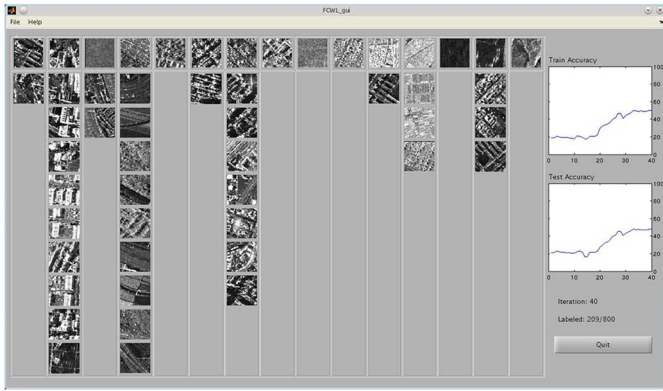 FCWL_gui
File Help
Train Accuracy
100
80
60
40
20
0
0 10 20 30 40
Test Accuracy
100
80
60
40
20
0
0 10 20 30 40
Iteration: 40
Labeled: 209/800
Quit